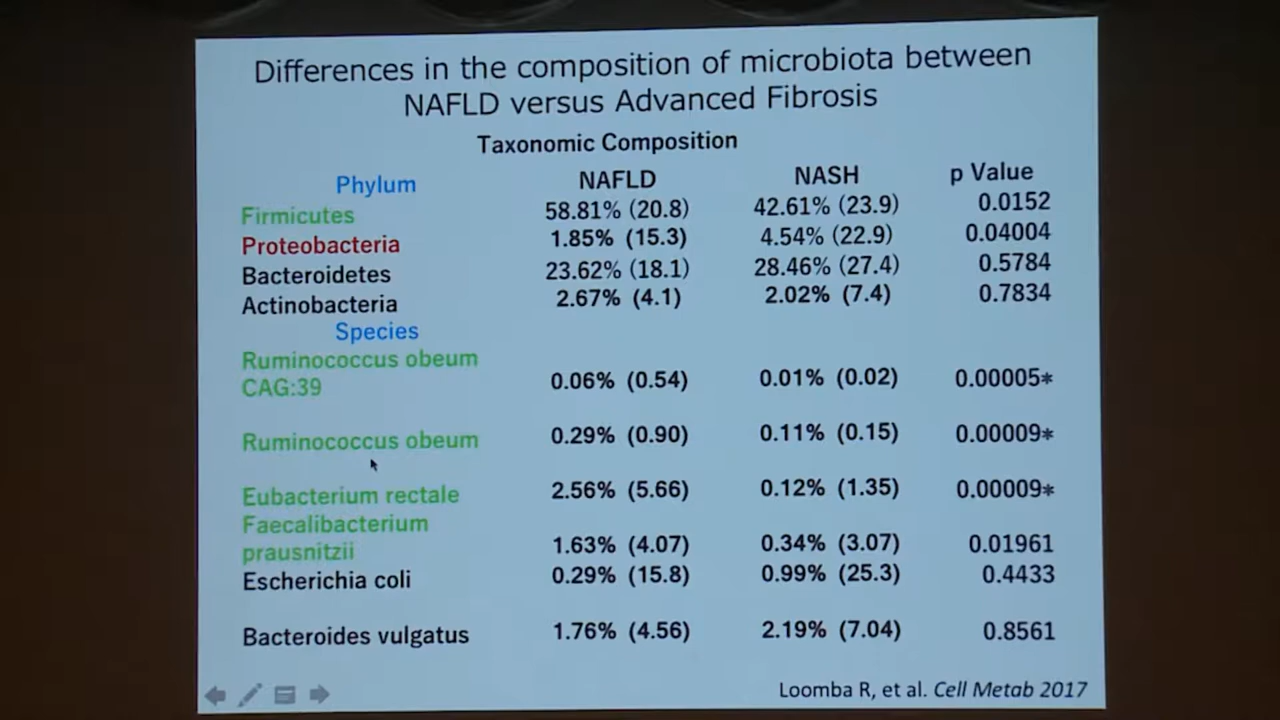 Differences in the composition of microbiota between
NAFLD versus Advanced Fibrosis
Taxonomic Composition
Phylum NAFLD NASH p Value
Firmicutes 58.81% (20.8) 42.61% (23.9) 0.0152
Proteobacteria 1.85% (15.3) 4.54% (22.9) 0.04004
Bacteroidetes 23.62% (18.1) 28.46% (27.4) 0.5784
Actinobacteria 2.67% (4.1) 2.02% (7.4) 0.7834
Species
Ruminococcus obeum
CAG:39 0.06% (0.54) 0.01% (0.02) 0.00005*
Ruminococcus obeum 0.29% (0.90) 0.11% (0.15) 0.00009*
Eubacterium rectale 2.56% (5.66) 0.12% (1.35) 0.00009*
Faecalibacterium
prausnitzii 1.63% (4.07) 0.34% (3.07) 0.01961
Escherichia coli 0.29% (15.8) 0.99% (25.3) 0.4433
Bacteroides vulgatus 1.76% (4.56) 2.19% (7.04) 0.8561
Loomba R, et al. Cell Metab 2017